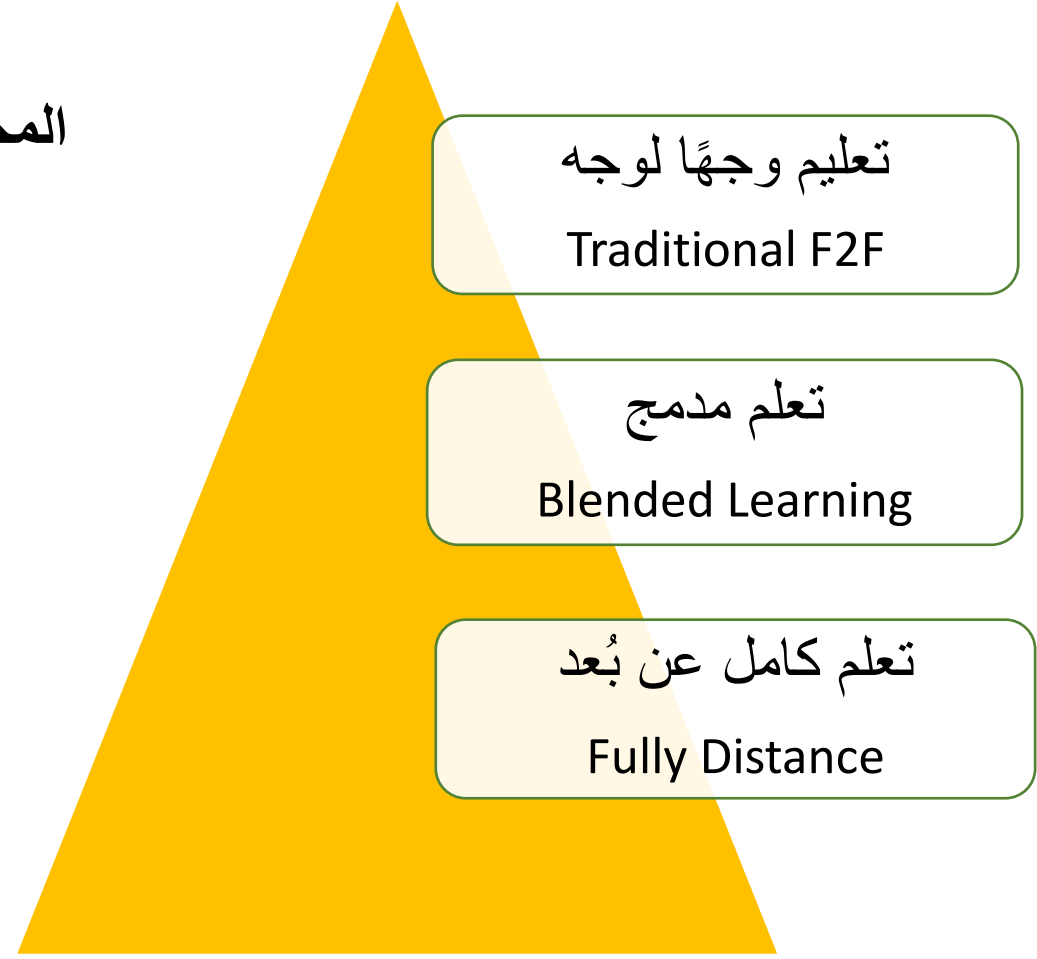 تعليم وجهًا لوجه
Traditional F2F
تعلم مدمج
Blended Learning
تعلم كامل عن بُعد
Fully Distance